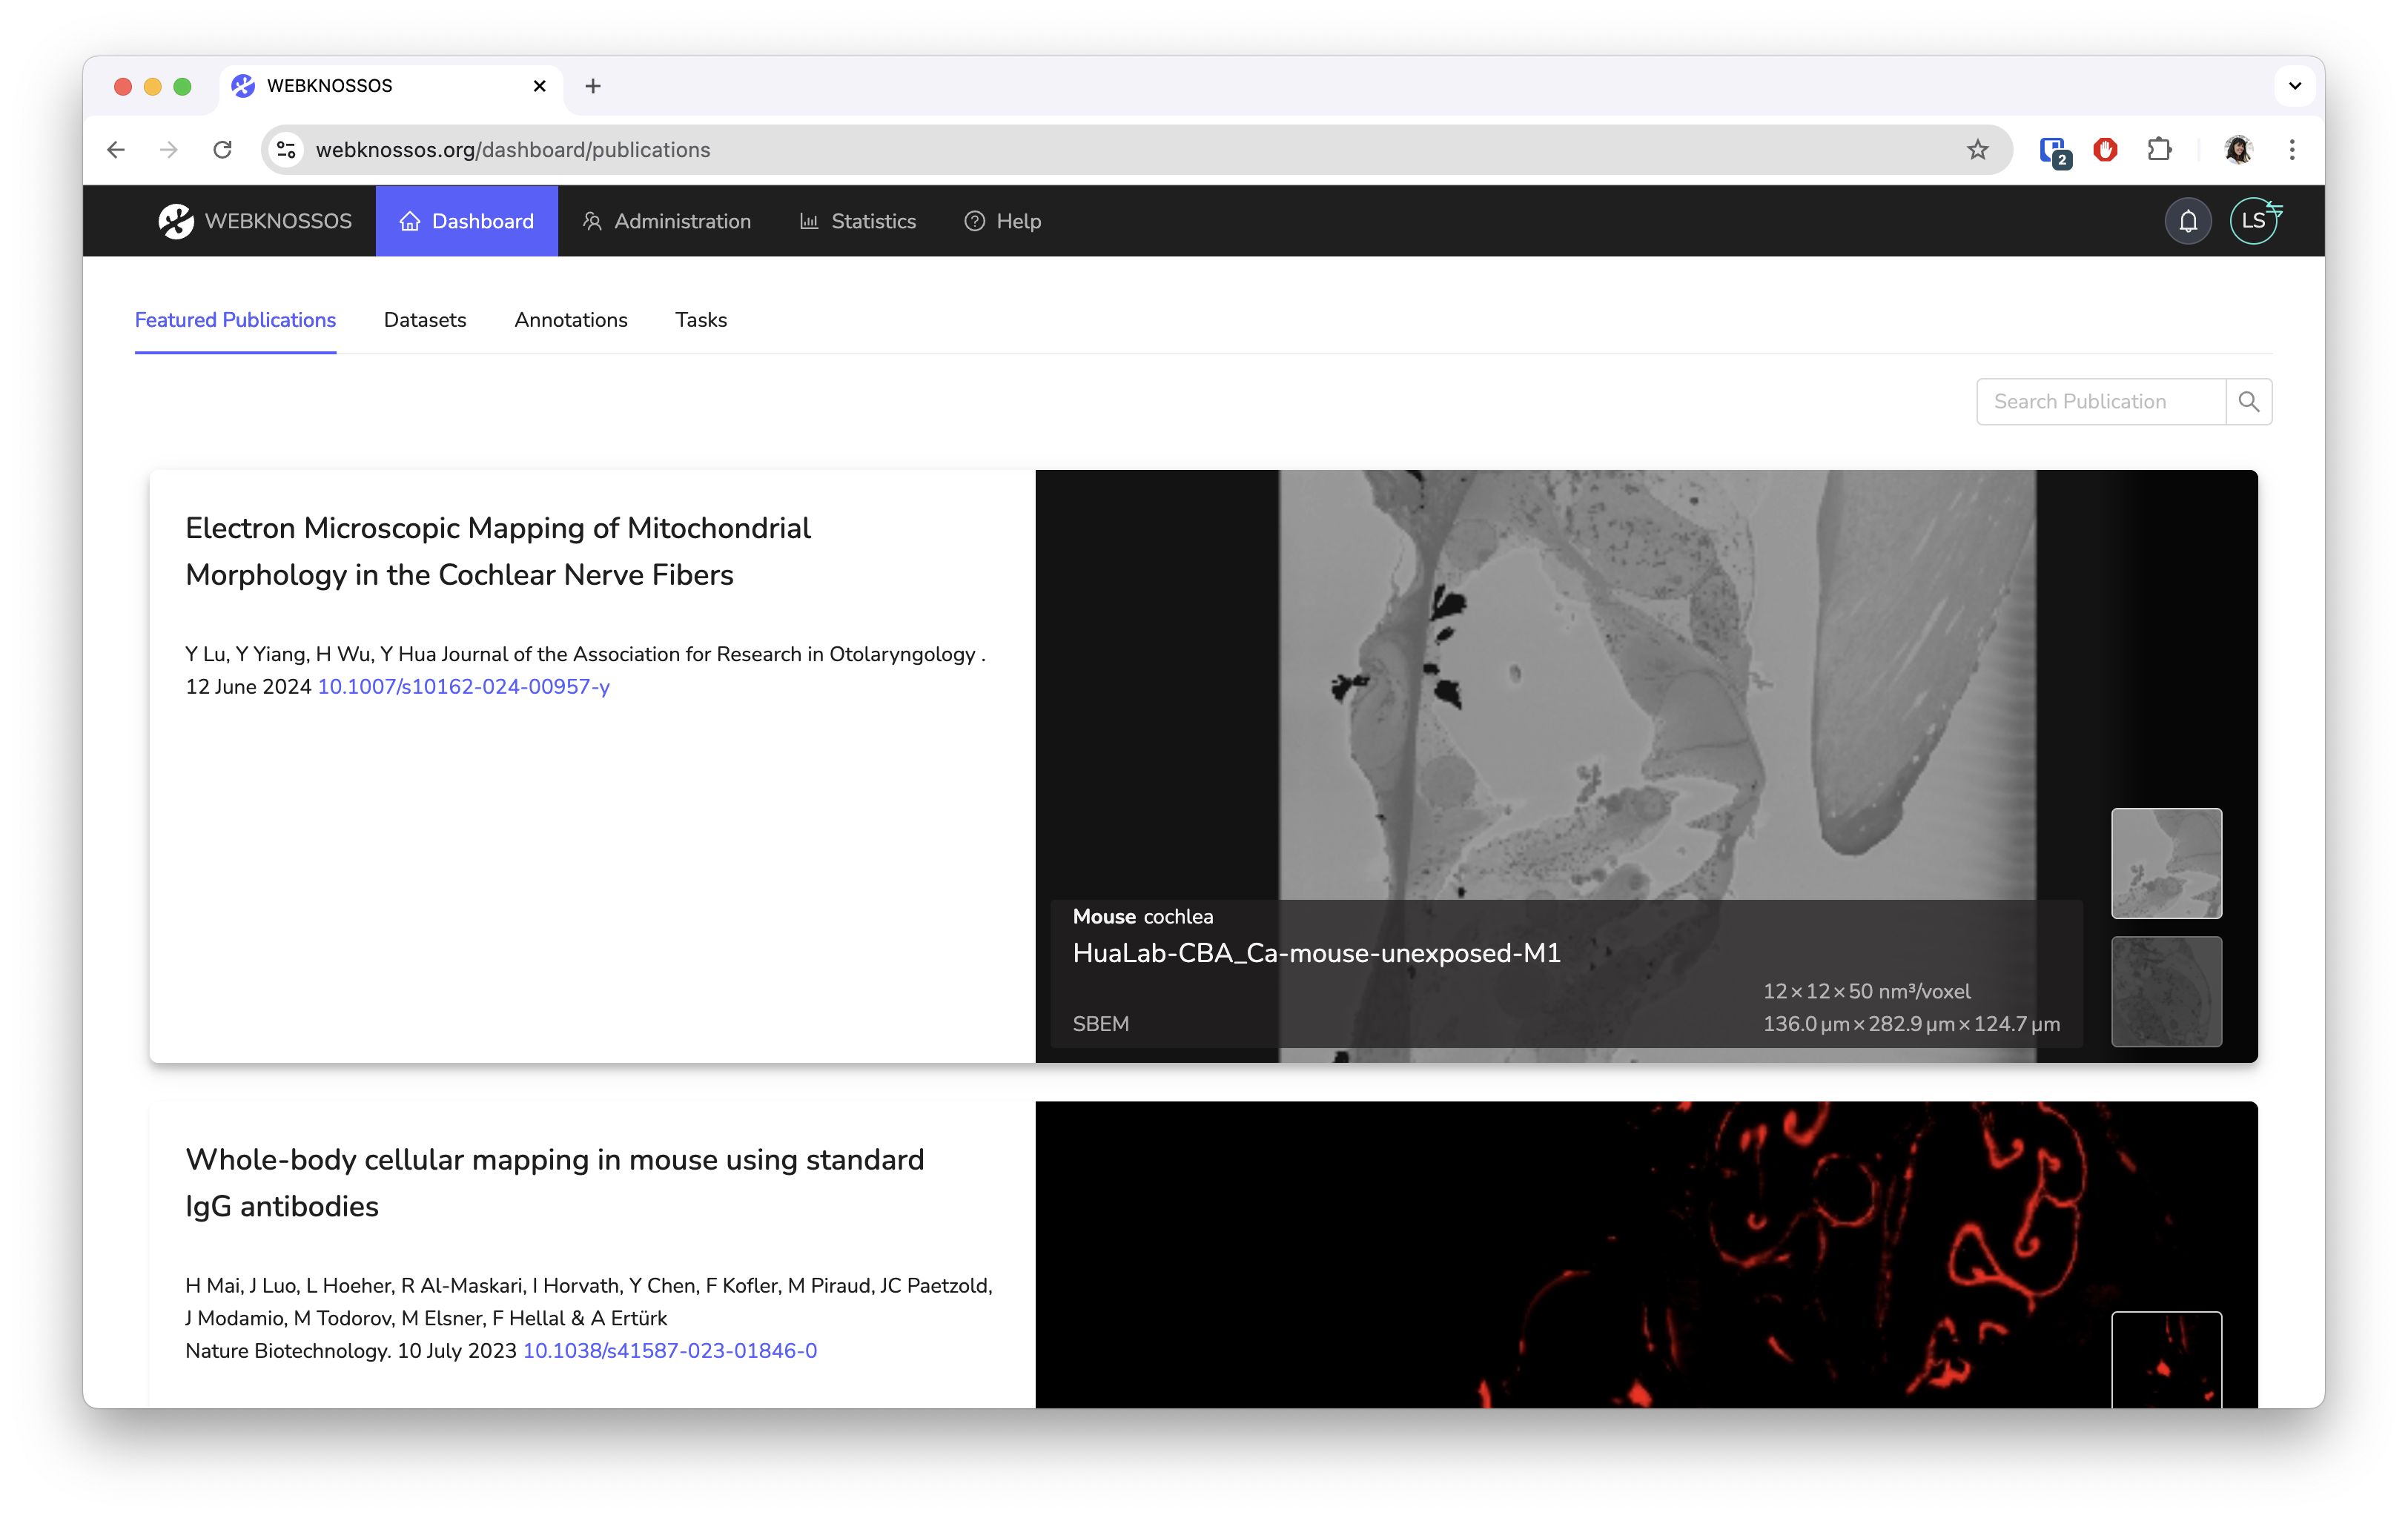 WEBKNOSSOS
webknossos.org/dashboard/publications
2
WEBKNOSSOS
Dashboard
Administration
Statistics
Help
LS
Featured Publications
Datasets
Annotations
Tasks
Search Publication
Electron Microscopic Mapping of Mitochondrial
Morphology in the Cochlear Nerve Fibers
Y Lu, Y Yiang, H Wu, Y Hua Journal of the Association for Research in Otolaryngology .
12 June 2024 10.1007/s10162-024-00957-y
Mouse cochlea
HuaLab-CBA_Ca-mouse-unexposed-M1
12×12×50 nm³/voxel
SBEM
136.0 µm×282.9 µm×124.7 µm
Whole-body cellular mapping in mouse using standard
IgG antibodies
H Mai, J Luo, L Hoeher, R Al-Maskari, I Horvath, Y Chen, F Kofler, M Piraud, JC Paetzold,
J Modamio, M Todorov, M Elsner, F Hellal & A Ertürk
Nature Biotechnology. 10 July 2023 10.1038/s41587-023-01846-0